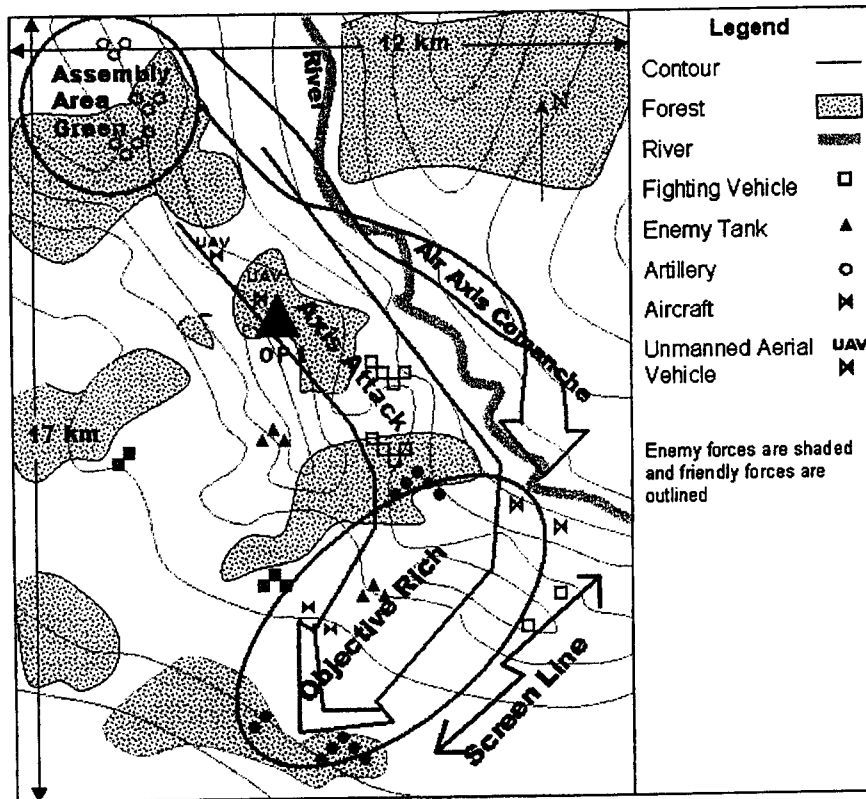 12 km
River
Assembly
Area
Green
N
UAV
UAV
Axis Attack
Air Axis Comanche
OP 1
17 km
Objective Rich
Screen Line
Legend
Contour
Forest
River
Fighting Vehicle
Enemy Tank
Artillery
Aircraft
Unmanned Aerial
Vehicle
UAV
Enemy forces are shaded
and friendly forces are
outlined